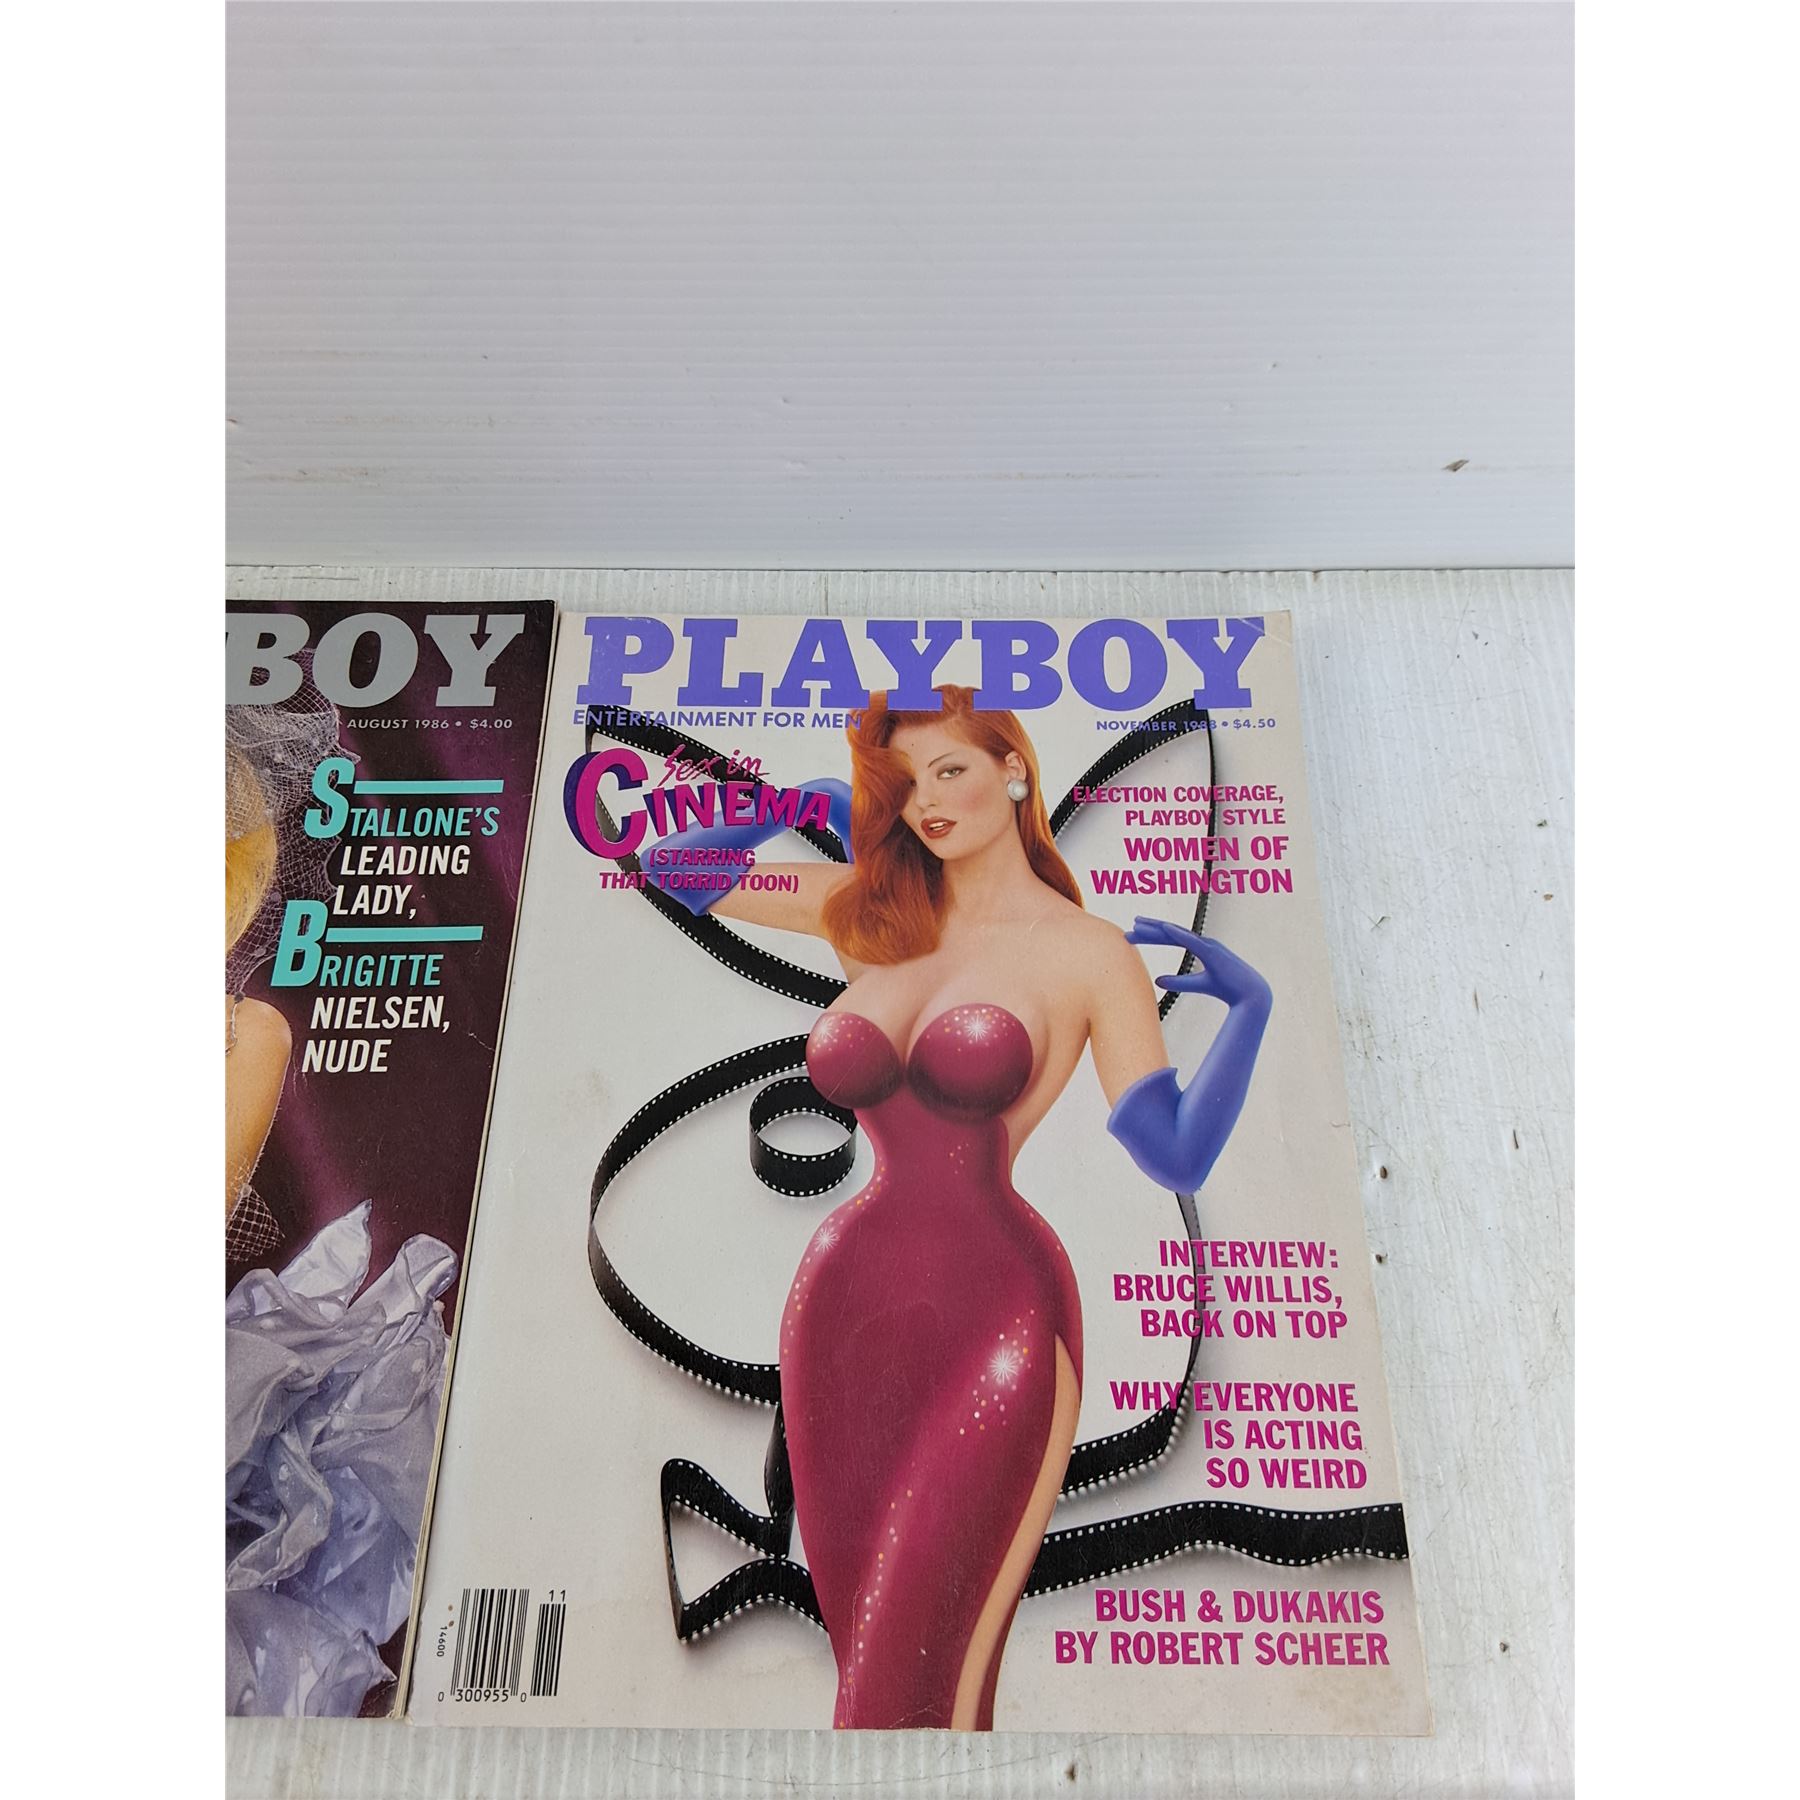 BOY
AUGUST 1986 • $4.00
STALLONE'S
LEADING
LADY,
BRIGITTE
NIELSEN,
NUDE
PLAYBOY
ENTERTAINMENT FOR MEN
NOVEMBER 1988 • $4.50
sex in
CINEMA
(STARRING
THAT TORRID TOON)
ELECTION COVERAGE,
PLAYBOY STYLE
WOMEN OF
WASHINGTON
INTERVIEW:
BRUCE WILLIS,
BACK ON TOP
WHY EVERYONE
IS ACTING
SO WEIRD
BUSH & DUKAKIS
BY ROBERT SCHEER
11
14600
0 300955 0